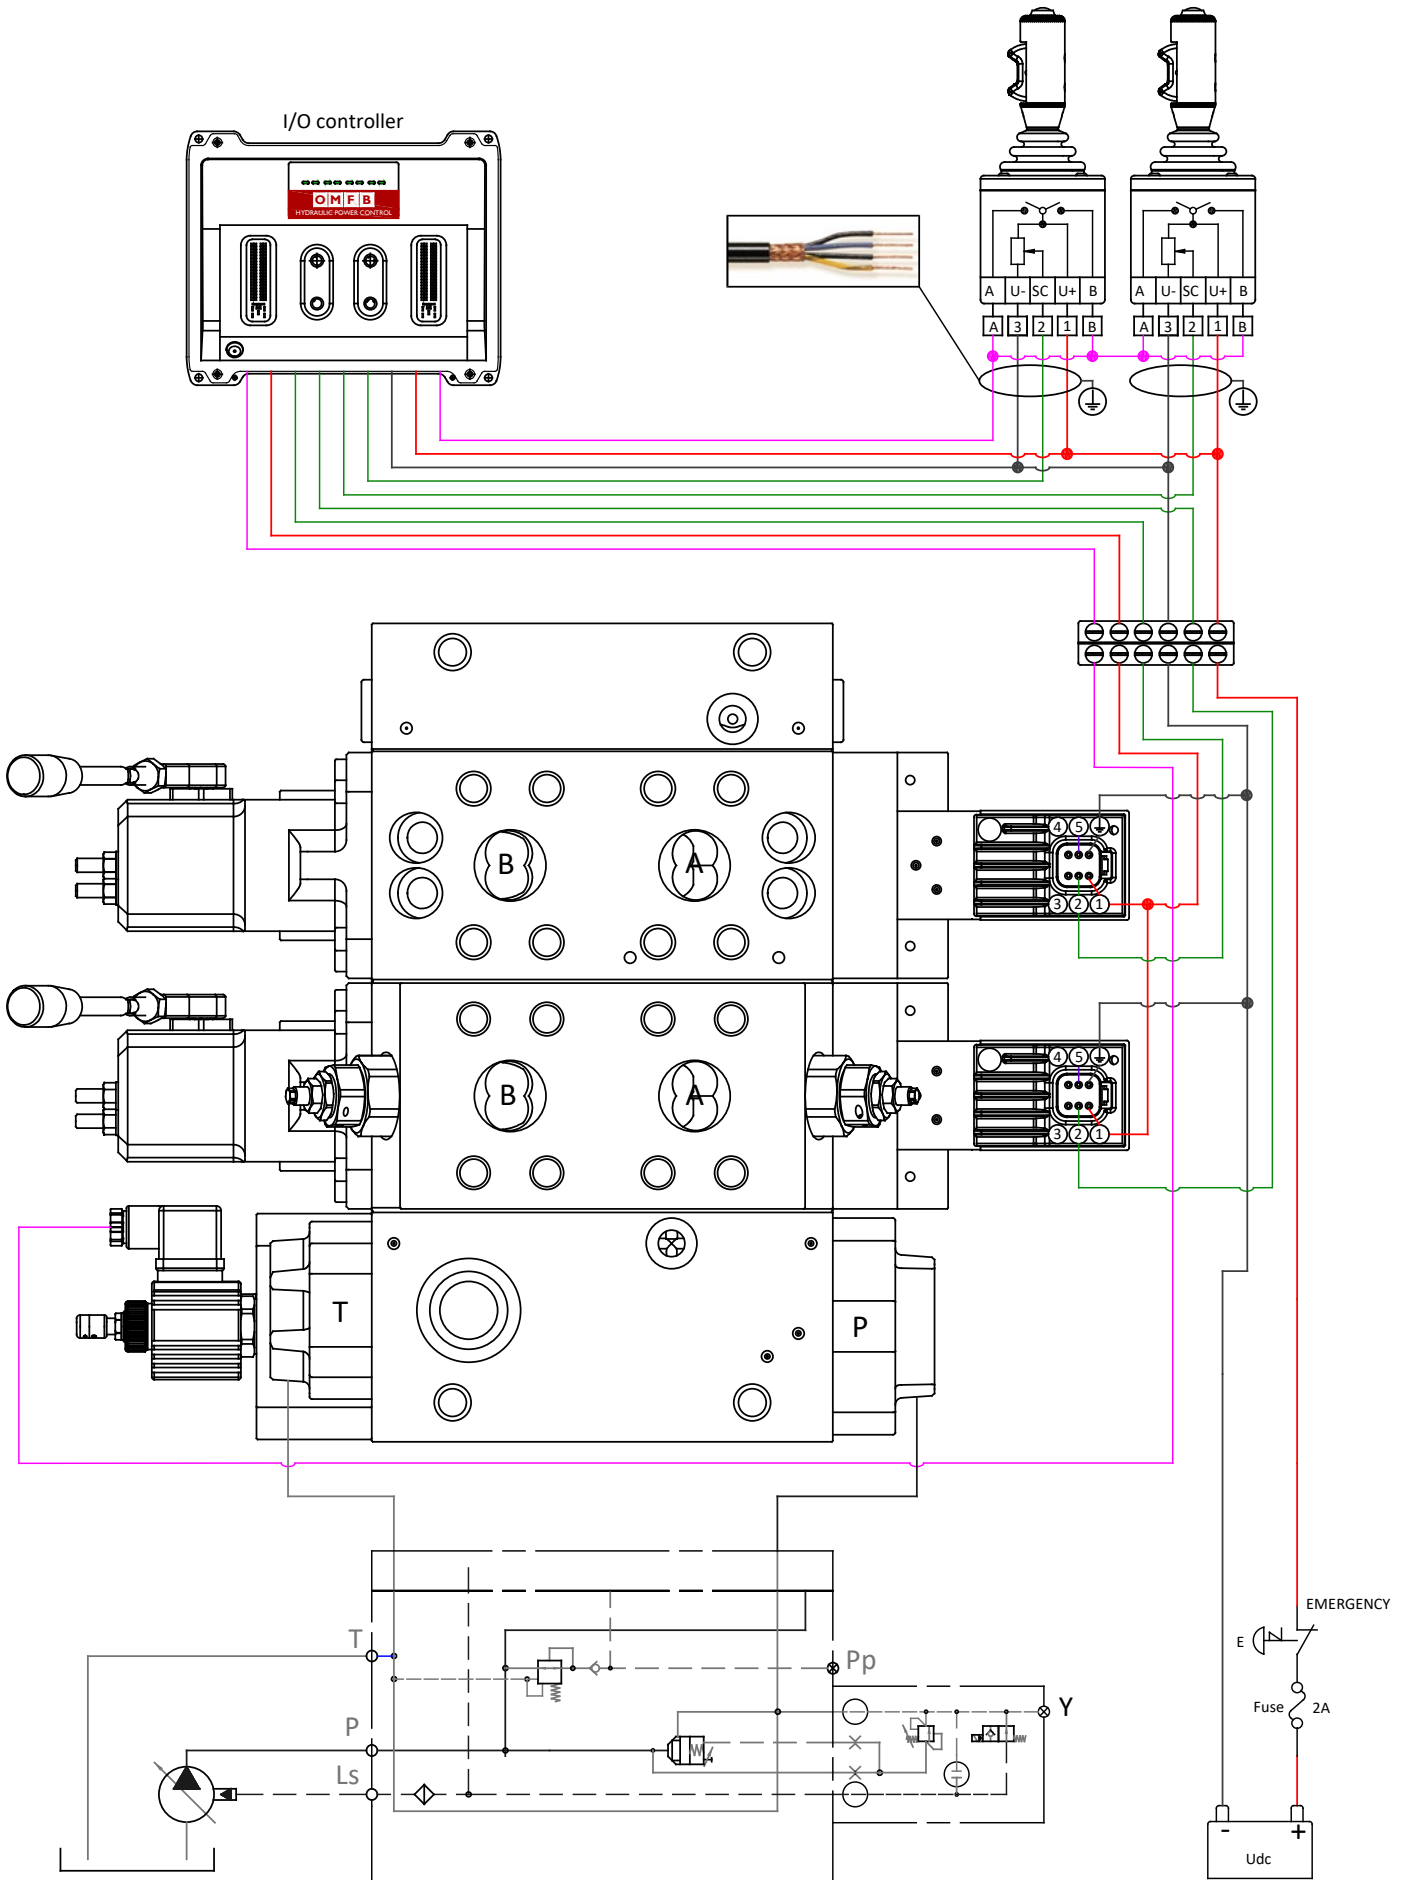 I/O controller
OMFB
HYDRAULIC POWER CONTROL
A U- SC U+ B
A U- SC U+ B
A 3 2 1 B
A 3 2 1 B
4 5
B A
3 2 1
4 5
B A
3 2 1
T
P
EMERGENCY
E
T
Pp
Y
Fuse 2A
P
Ls
- +
Udc